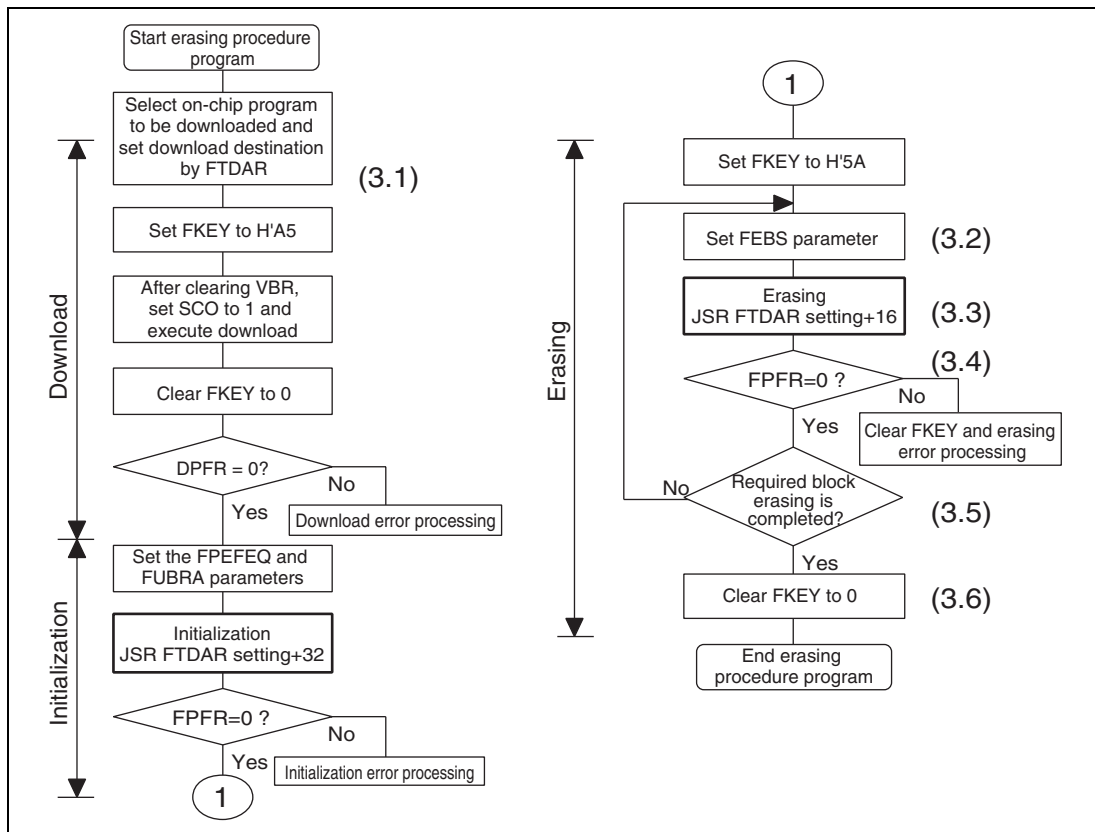 Start erasing procedure
program
Select on-chip program
to be downloaded and
set download destination
by FTDAR
(3.1)
Set FKEY to H'A5
After clearing VBR,
set SCO to 1 and
execute download
Clear FKEY to 0
DPFR = 0?
No
Yes
Download error processing
Download
Set the FPEFEQ and
FUBRA parameters
Initialization
JSR FTDAR setting+32
FPFR=0 ?
No
Yes
Initialization error processing
Initialization
1
1
Set FKEY to H'5A
Set FEBS parameter
(3.2)
Erasing
JSR FTDAR setting+16
(3.3)
(3.4)
FPFR=0 ?
No
Yes
Clear FKEY and erasing
error processing
Erasing
No
Required block
erasing is
completed?
(3.5)
Yes
Clear FKEY to 0
(3.6)
End erasing
procedure program